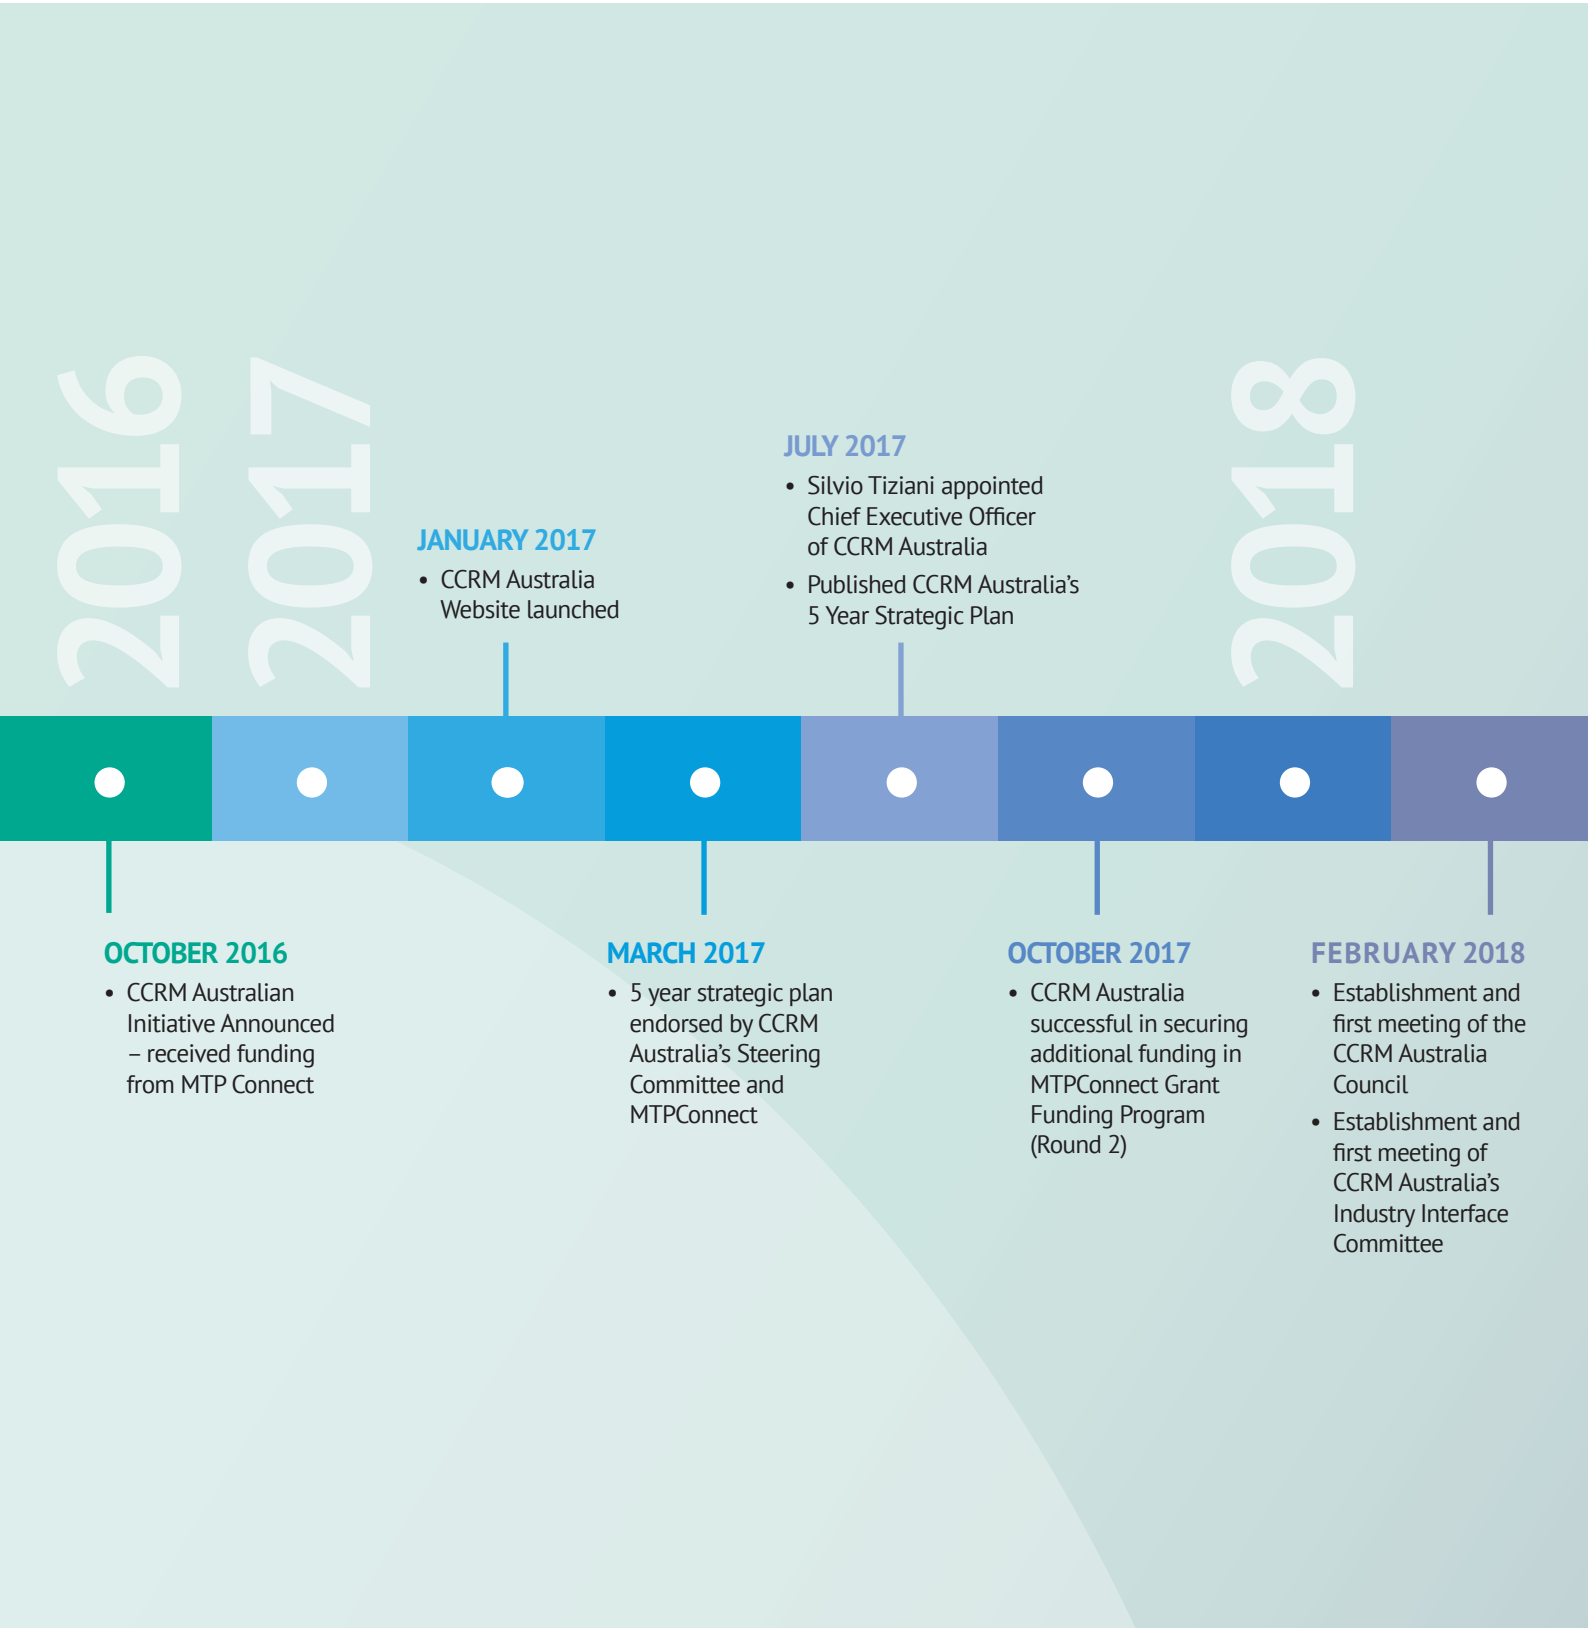 2016
2017
2018
JANUARY 2017
• CCRM Australia
Website launched
JULY 2017
• Silvio Tiziani appointed
Chief Executive Officer
of CCRM Australia
• Published CCRM Australia’s
5 Year Strategic Plan
OCTOBER 2016
• CCRM Australian
Initiative Announced
– received funding
from MTP Connect
MARCH 2017
• 5 year strategic plan
endorsed by CCRM
Australia’s Steering
Committee and
MTPConnect
OCTOBER 2017
• CCRM Australia
successful in securing
additional funding in
MTPConnect Grant
Funding Program
(Round 2)
FEBRUARY 2018
• Establishment and
first meeting of the
CCRM Australia
Council
• Establishment and
first meeting of
CCRM Australia’s
Industry Interface
Committee